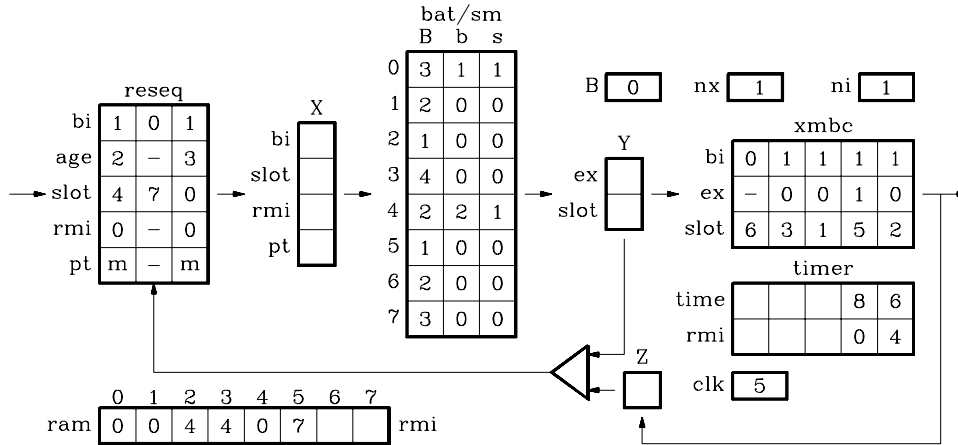 bat/sm
B b s
reseq
bi 1 0 1
age 2 – 3
slot 4 7 0
rmi 0 – 0
pt m – m
X
bi
slot
rmi
pt
0 3 1 1
1 2 0 0
2 1 0 0
3 4 0 0
4 2 2 1
5 1 0 0
6 2 0 0
7 3 0 0
Y
ex
slot
B 0
nx 1
ni 1
xmbc
bi 0 1 1 1 1
ex – 0 0 1 0
slot 6 3 1 5 2
timer
time 8 6
rmi 0 4
Z
clk 5
0 1 2 3 4 5 6 7
ram 0 0 4 4 0 7 rmi